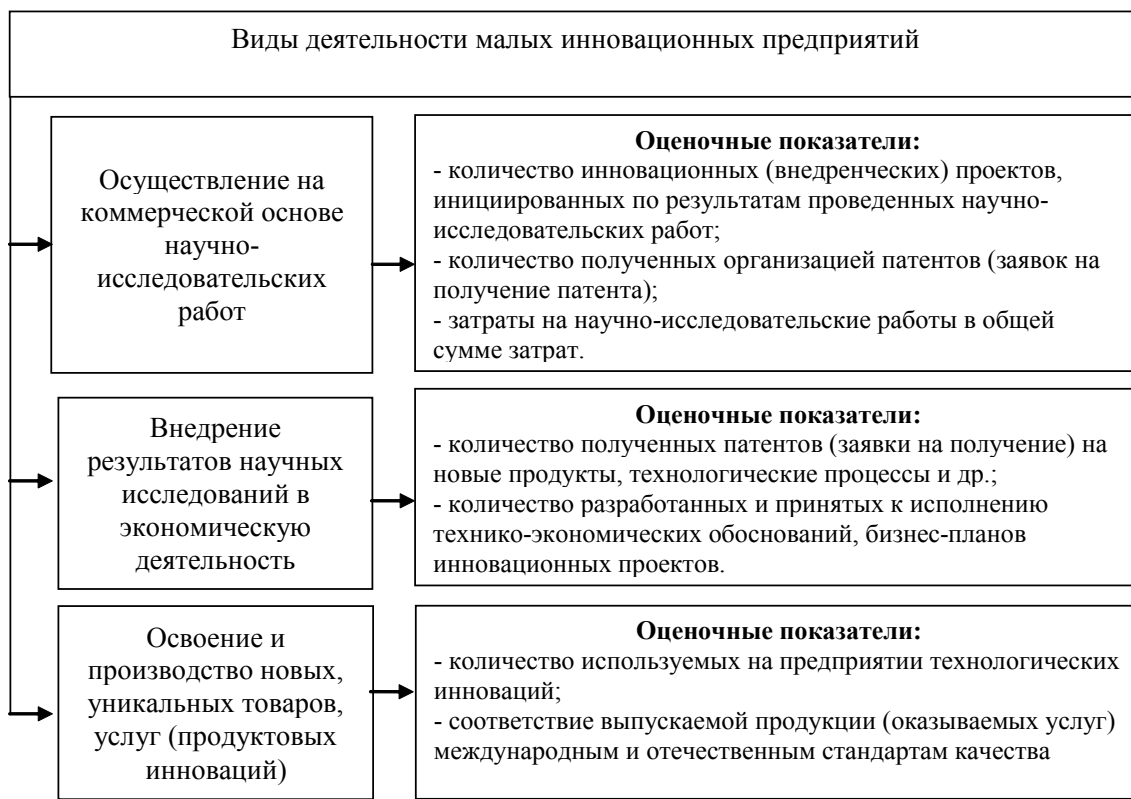 Виды деятельности малых инновационных предприятий
Осуществление на
коммерческой основе
научно-
исследовательских
работ
Оценочные показатели:
- количество инновационных (внедренческих) проектов,
инициированных по результатам проведенных научно-
исследовательских работ;
- количество полученных организацией патентов (заявок на
получение патента);
- затраты на научно-исследовательские работы в общей
сумме затрат.
Внедрение
результатов научных
исследований в
экономическую
деятельность
Оценочные показатели:
- количество полученных патентов (заявки на получение) на
новые продукты, технологические процессы и др.;
- количество разработанных и принятых к исполнению
технико-экономических обоснований, бизнес-планов
инновационных проектов.
Освоение и
производство новых,
уникальных товаров,
услуг (продуктовых
инноваций)
Оценочные показатели:
- количество используемых на предприятии технологических
инноваций;
- соответствие выпускаемой продукции (оказываемых услуг)
международным и отечественным стандартам качества